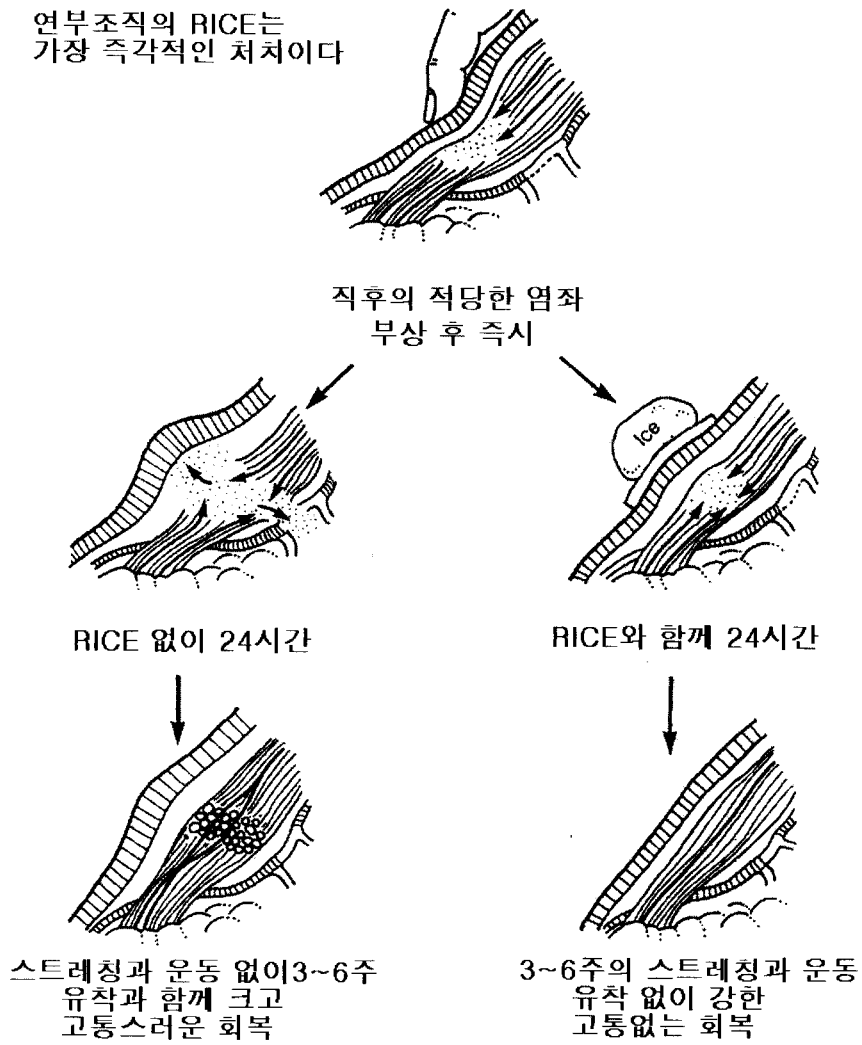 연부조직의 RICE는
가장 즉각적인 처치이다
직후의 적당한 염좌
부상 후 즉시
Ice
RICE 없이 24시간
RICE와 함께 24시간
스트레칭과 운동 없이3~6주
유착과 함께 크고
고통스러운 회복
3~6주의 스트레칭과 운동
유착 없이 강한
고통없는 회복